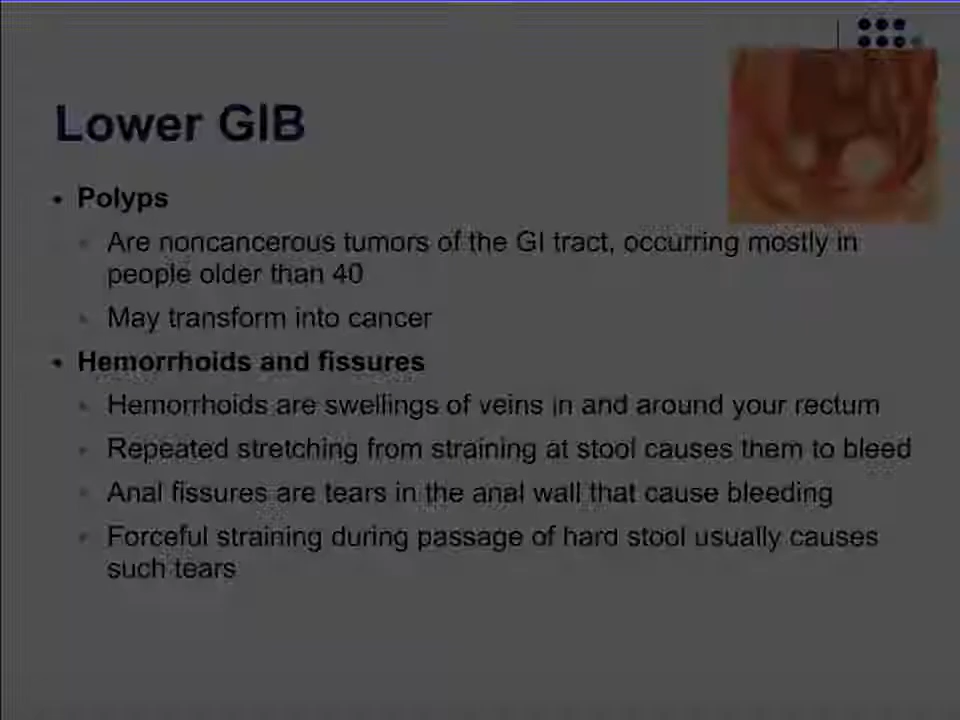 Lower GIB
• Polyps
Are noncancerous tumors of the GI tract, occurring mostly in
people older than 40
May transform into cancer
• Hemorrhoids and fissures
Hemorrhoids are swellings of veins in and around your rectum
Repeated stretching from straining at stool causes them to bleed
Anal fissures are tears in the anal wall that cause bleeding
Forceful straining during passage of hard stool usually causes
such tears